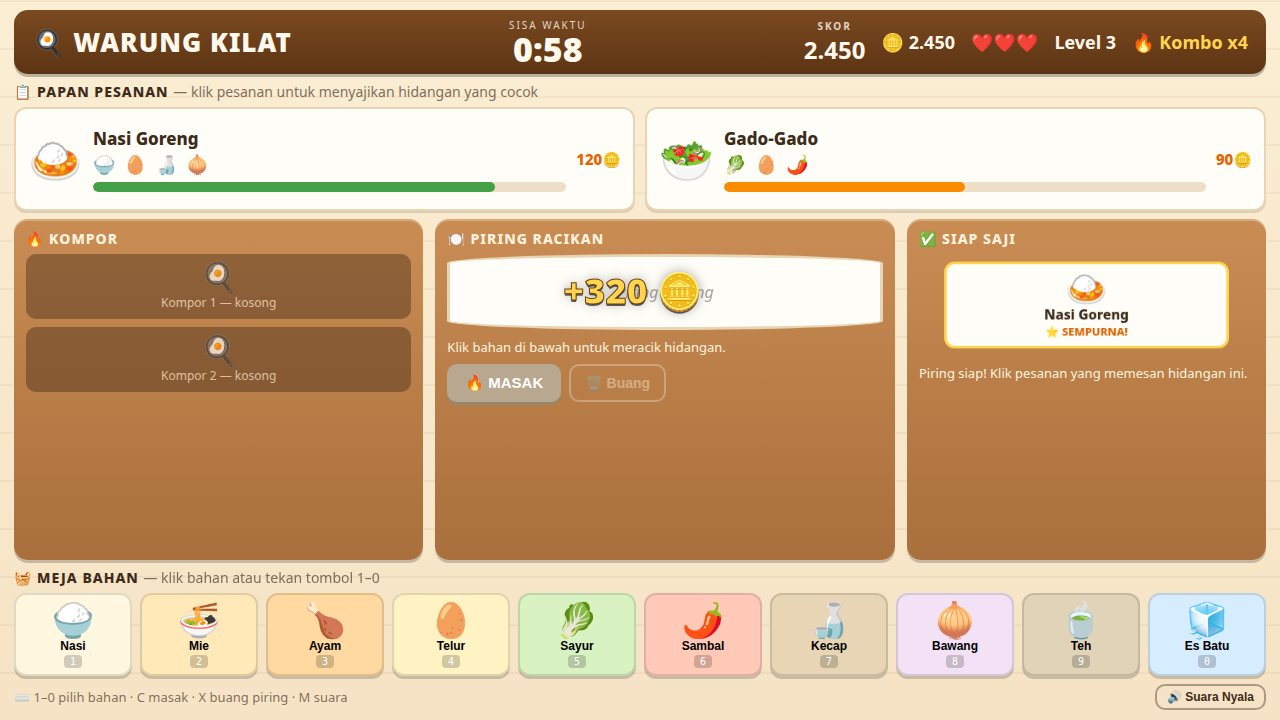 WARUNG KILAT
SISA WAKTU
0:58
SKOR
2.450
2.450
Level 3
Kombo x4
PAPAN PESANAN — klik pesanan untuk menyajikan hidangan yang cocok
Nasi Goreng
120
Gado-Gado
90
KOMPOR
Kompor 1 — kosong
Kompor 2 — kosong
PIRING RACIKAN
+320
Klik bahan di bawah untuk meracik hidangan.
MASAK
Buang
SIAP SAJI
Nasi Goreng
SEMPURNA!
Piring siap! Klik pesanan yang memesan hidangan ini.
MEJA BAHAN — klik bahan atau tekan tombol 1–0
Nasi
1
Mie
2
Ayam
3
Telur
4
Sayur
5
Sambal
6
Kecap
7
Bawang
8
Teh
9
Es Batu
0
1–0 pilih bahan · C masak · X buang piring · M suara
Suara Nyala